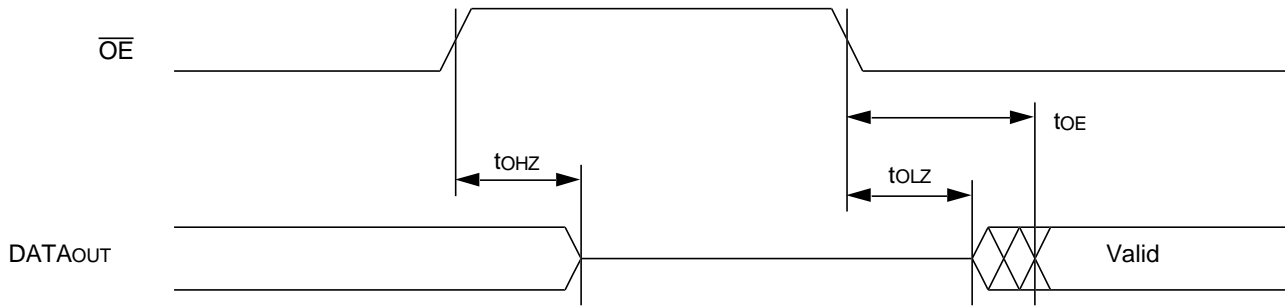 OE
tOE
tOHZ
tOLZ
DATAOUT
Valid